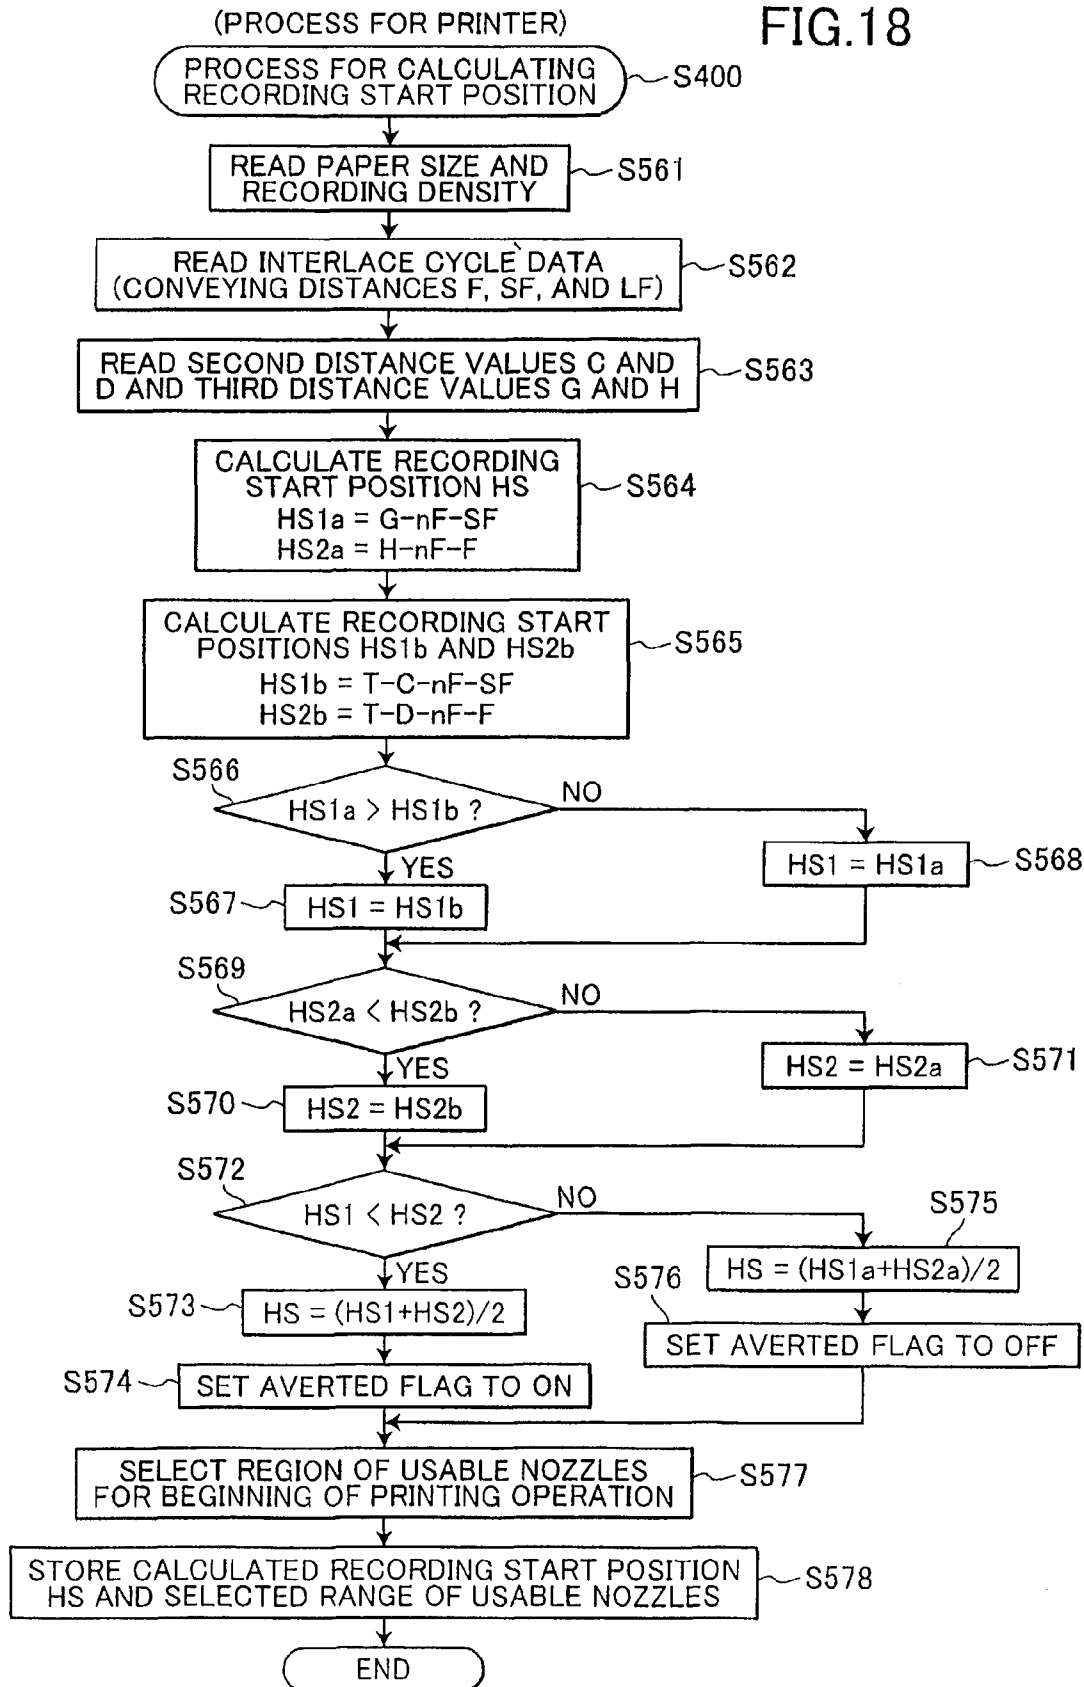 (PROCESS FOR PRINTER)
FIG.18
PROCESS FOR CALCULATING
RECORDING START POSITION
S400
READ PAPER SIZE AND
RECORDING DENSITY
S561
READ INTERLACE CYCLE DATA
(CONVEYING DISTANCES F, SF, AND LF)
S562
READ SECOND DISTANCE VALUES C AND
D AND THIRD DISTANCE VALUES G AND H
S563
CALCULATE RECORDING
START POSITION HS
HS1a = G-nF-SF
HS2a = H-nF-F
S564
CALCULATE RECORDING START
POSITIONS HS1b AND HS2b
HS1b = T-C-nF-SF
HS2b = T-D-nF-F
S565
S566
HS1a > HS1b ?
NO
YES
HS1 = HS1a
S568
S567
HS1 = HS1b
S569
HS2a < HS2b ?
NO
YES
HS2 = HS2a
S571
S570
HS2 = HS2b
S572
HS1 < HS2 ?
NO
YES
S575
HS = (HS1a+HS2a)/2
S573
HS = (HS1+HS2)/2
S576
SET AVERTED FLAG TO OFF
S574
SET AVERTED FLAG TO ON
SELECT REGION OF USABLE NOZZLES
FOR BEGINNING OF PRINTING OPERATION
S577
STORE CALCULATED RECORDING START POSITION
HS AND SELECTED RANGE OF USABLE NOZZLES
S578
END